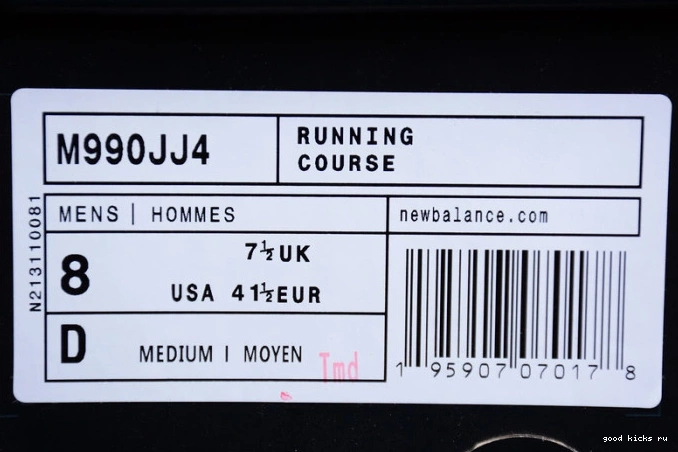 M990JJ4
RUNNING
COURSE
MENS | HOMMES
newbalance.com
8
7½UK
USA 41½EUR
D
MEDIUM | MOYEN
Tmd
1 95907 07017 8
N213110081
good kicks ru